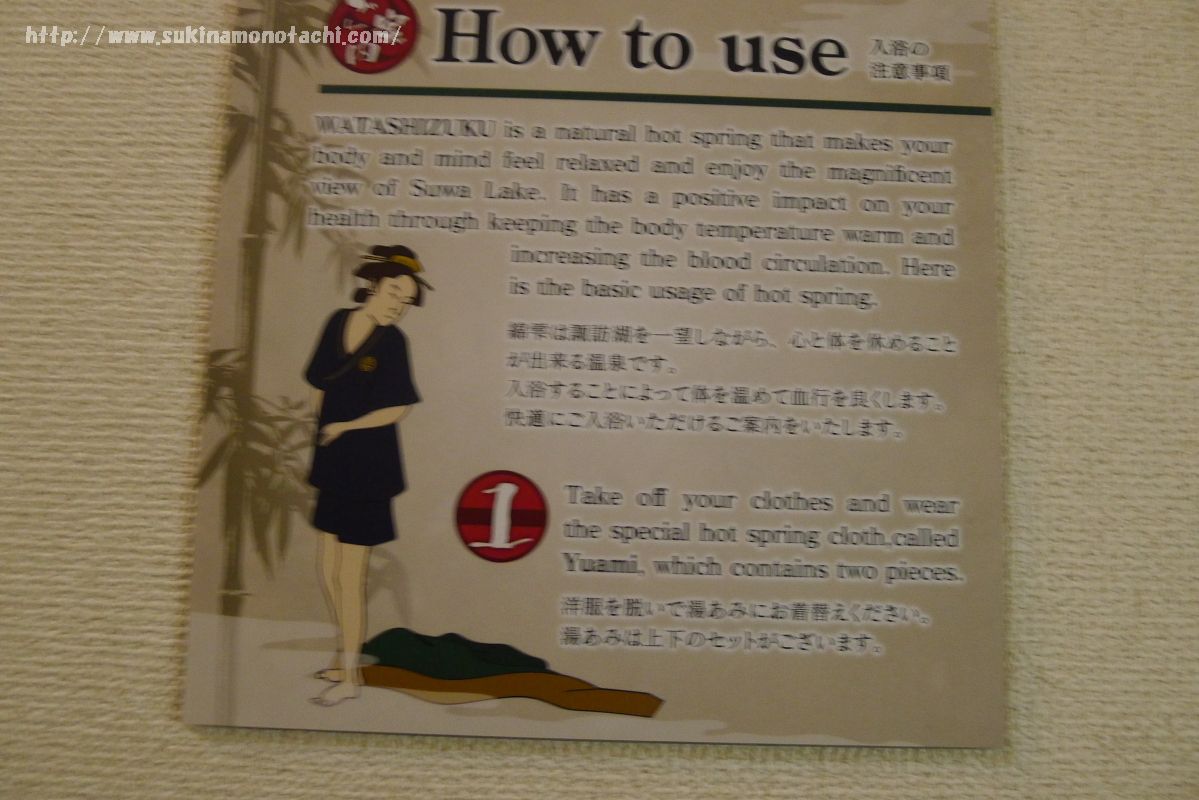 http://www.sukinamonotachi.com/
How to use
入浴の
注意事項
WATASHIZUKU is a natural hot spring that makes your
body and mind feel relaxed and enjoy the magnificent
view of Suwa Lake. It has a positive impact on your
health through keeping the body temperature warm and
increasing the blood circulation. Here
is the basic usage of hot spring.
綿雫は諏訪湖を一望しながら、心と体を休めること
が出来る温泉です。
入浴することによって体を温めて血行を良くします。
快適にご入浴いただけるご案内をいたします。
1
Take off your clothes and wear
the special hot spring cloth,called
Yuami, which contains two pieces.
洋服を脱いで湯あみにお着替えください。
湯あみは上下のセットがございます。